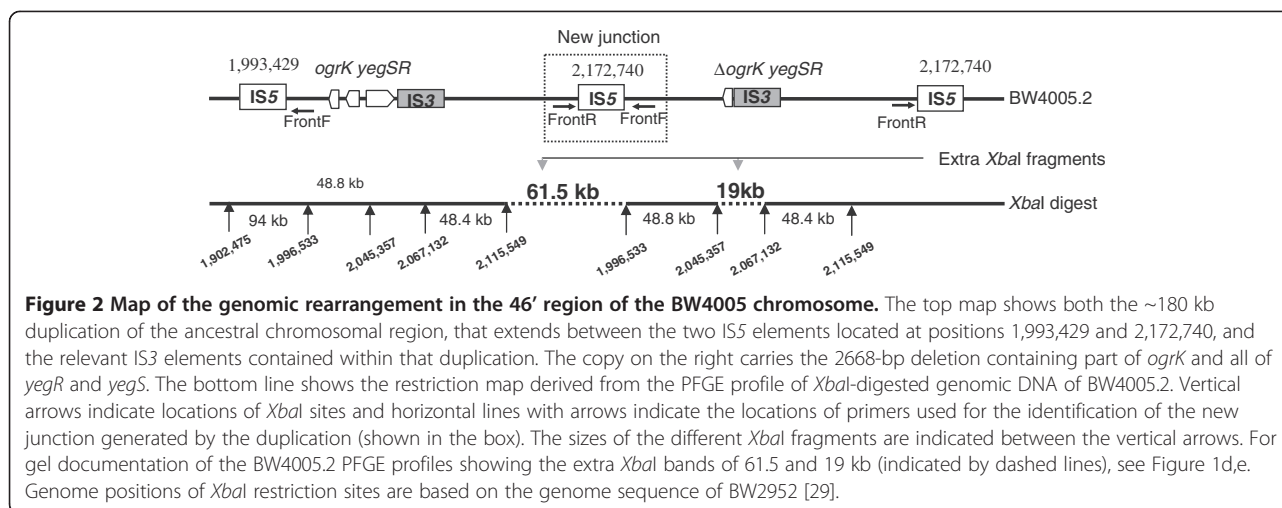 New junction
1,993,429 ogrK yegSR 2,172,740 ΔogrK yegSR 2,172,740
IS5 IS3 IS5 IS3 IS5 BW4005.2
FrontF FrontR FrontF FrontR
Extra XbaI fragments
48.8 kb 61.5 kb 19kb XbaI digest
94 kb 48.4 kb 48.8 kb 48.4 kb
1,902,475 1,996,533 2,045,357 2.067,132 2,115,549 1,996,533 2,045,357 2,067,132 2,115,549
Figure 2 Map of the genomic rearrangement in the 46’ region of the BW4005 chromosome. The top map shows both the ~180 kb
duplication of the ancestral chromosomal region, that extends between the two IS5 elements located at positions 1,993,429 and 2,172,740, and
the relevant IS3 elements contained within that duplication. The copy on the right carries the 2668-bp deletion containing part of ogrK and all of
yegR and yegS. The bottom line shows the restriction map derived from the PFGE profile of XbaI-digested genomic DNA of BW4005.2. Vertical
arrows indicate locations of XbaI sites and horizontal lines with arrows indicate the locations of primers used for the identification of the new
junction generated by the duplication (shown in the box). The sizes of the different XbaI fragments are indicated between the vertical arrows. For
gel documentation of the BW4005.2 PFGE profiles showing the extra XbaI bands of 61.5 and 19 kb (indicated by dashed lines), see Figure 1d,e.
Genome positions of XbaI restriction sites are based on the genome sequence of BW2952 [29].